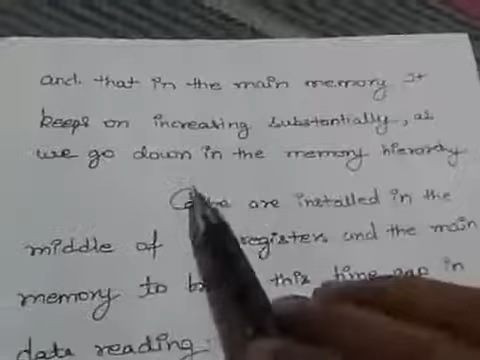 and that in the main memory It
keeps on increasing substantially, as
we go down in the memory hierarchy
are installed in the
middle of registers and the main
memory to this time gap in
data reading.